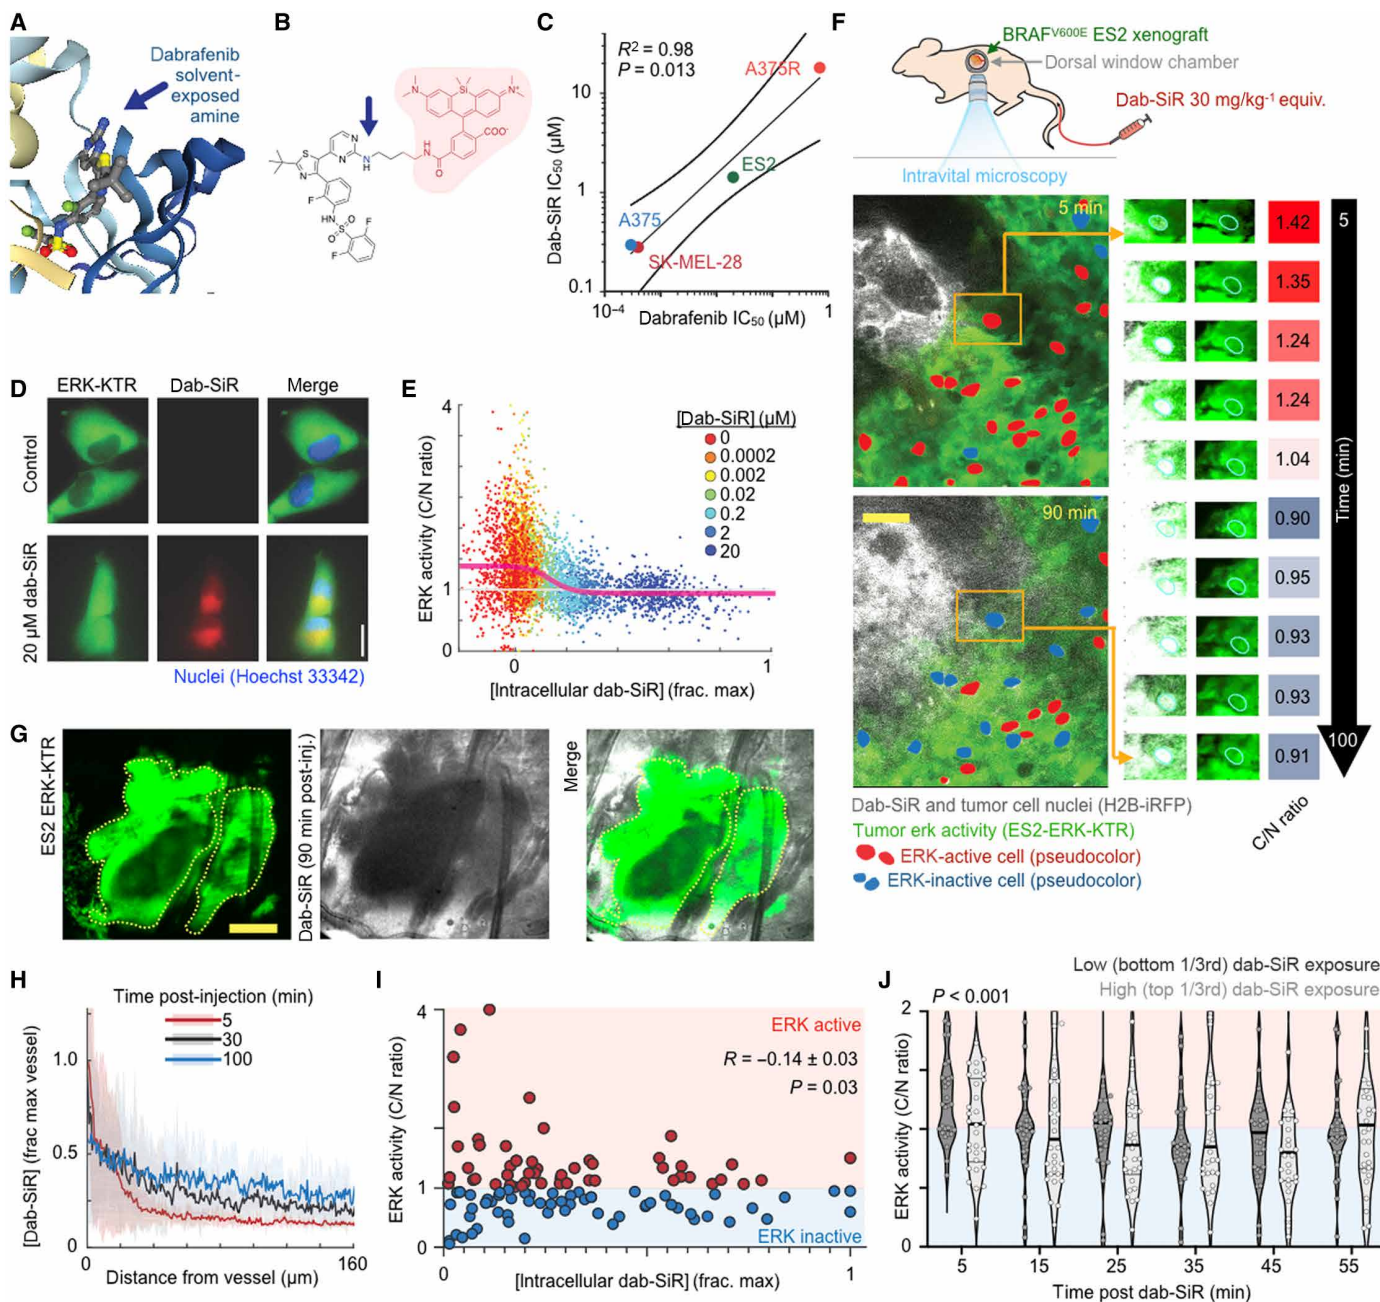 A
Dabrafenib
solvent-
exposed
amine
B
N
Si
N⁺
COO⁻
HN
O
N
N
HN
S
N
F
HN
O
S
O
F
F
C
R² = 0.98
P = 0.013
A375R
ES2
A375
SK-MEL-28
10
1
0.1
10⁻⁴
1
Dab-SiR IC₅₀ (µM)
Dabrafenib IC₅₀ (µM)
D
ERK-KTR
Dab-SiR
Merge
Control
20 µM dab-SiR
Nuclei (Hoechst 33342)
E
4
1
0
ERK activity (C/N ratio)
[Dab-SiR] (µM)
0
0.0002
0.002
0.02
0.2
2
20
0
1
[Intracellular dab-SiR] (frac. max)
F
BRAFV600E ES2 xenograft
Dorsal window chamber
Dab-SiR 30 mg/kg⁻¹ equiv.
Intravital microscopy
5 min
90 min
1.42
1.35
1.24
1.24
1.04
0.90
0.95
0.93
0.93
0.91
5
Time (min)
100
C/N ratio
Dab-SiR and tumor cell nuclei (H2B-iRFP)
Tumor erk activity (ES2-ERK-KTR)
ERK-active cell (pseudocolor)
ERK-inactive cell (pseudocolor)
G
ES2 ERK-KTR
Dab-SiR (90 min post-inj.)
Merge
H
Time post-injection (min)
5
30
100
1.0
0.5
0
[Dab-SiR] (frac max vessel)
0
160
Distance from vessel (µm)
I
4
1
0
ERK activity (C/N ratio)
ERK active
R = −0.14 ± 0.03
P = 0.03
ERK inactive
0
1
[Intracellular dab-SiR] (frac. max)
J
Low (bottom 1/3rd) dab-SiR exposure
High (top 1/3rd) dab-SiR exposure
P < 0.001
2
1
0
ERK activity (C/N ratio)
5
15
25
35
45
55
Time post dab-SiR (min)